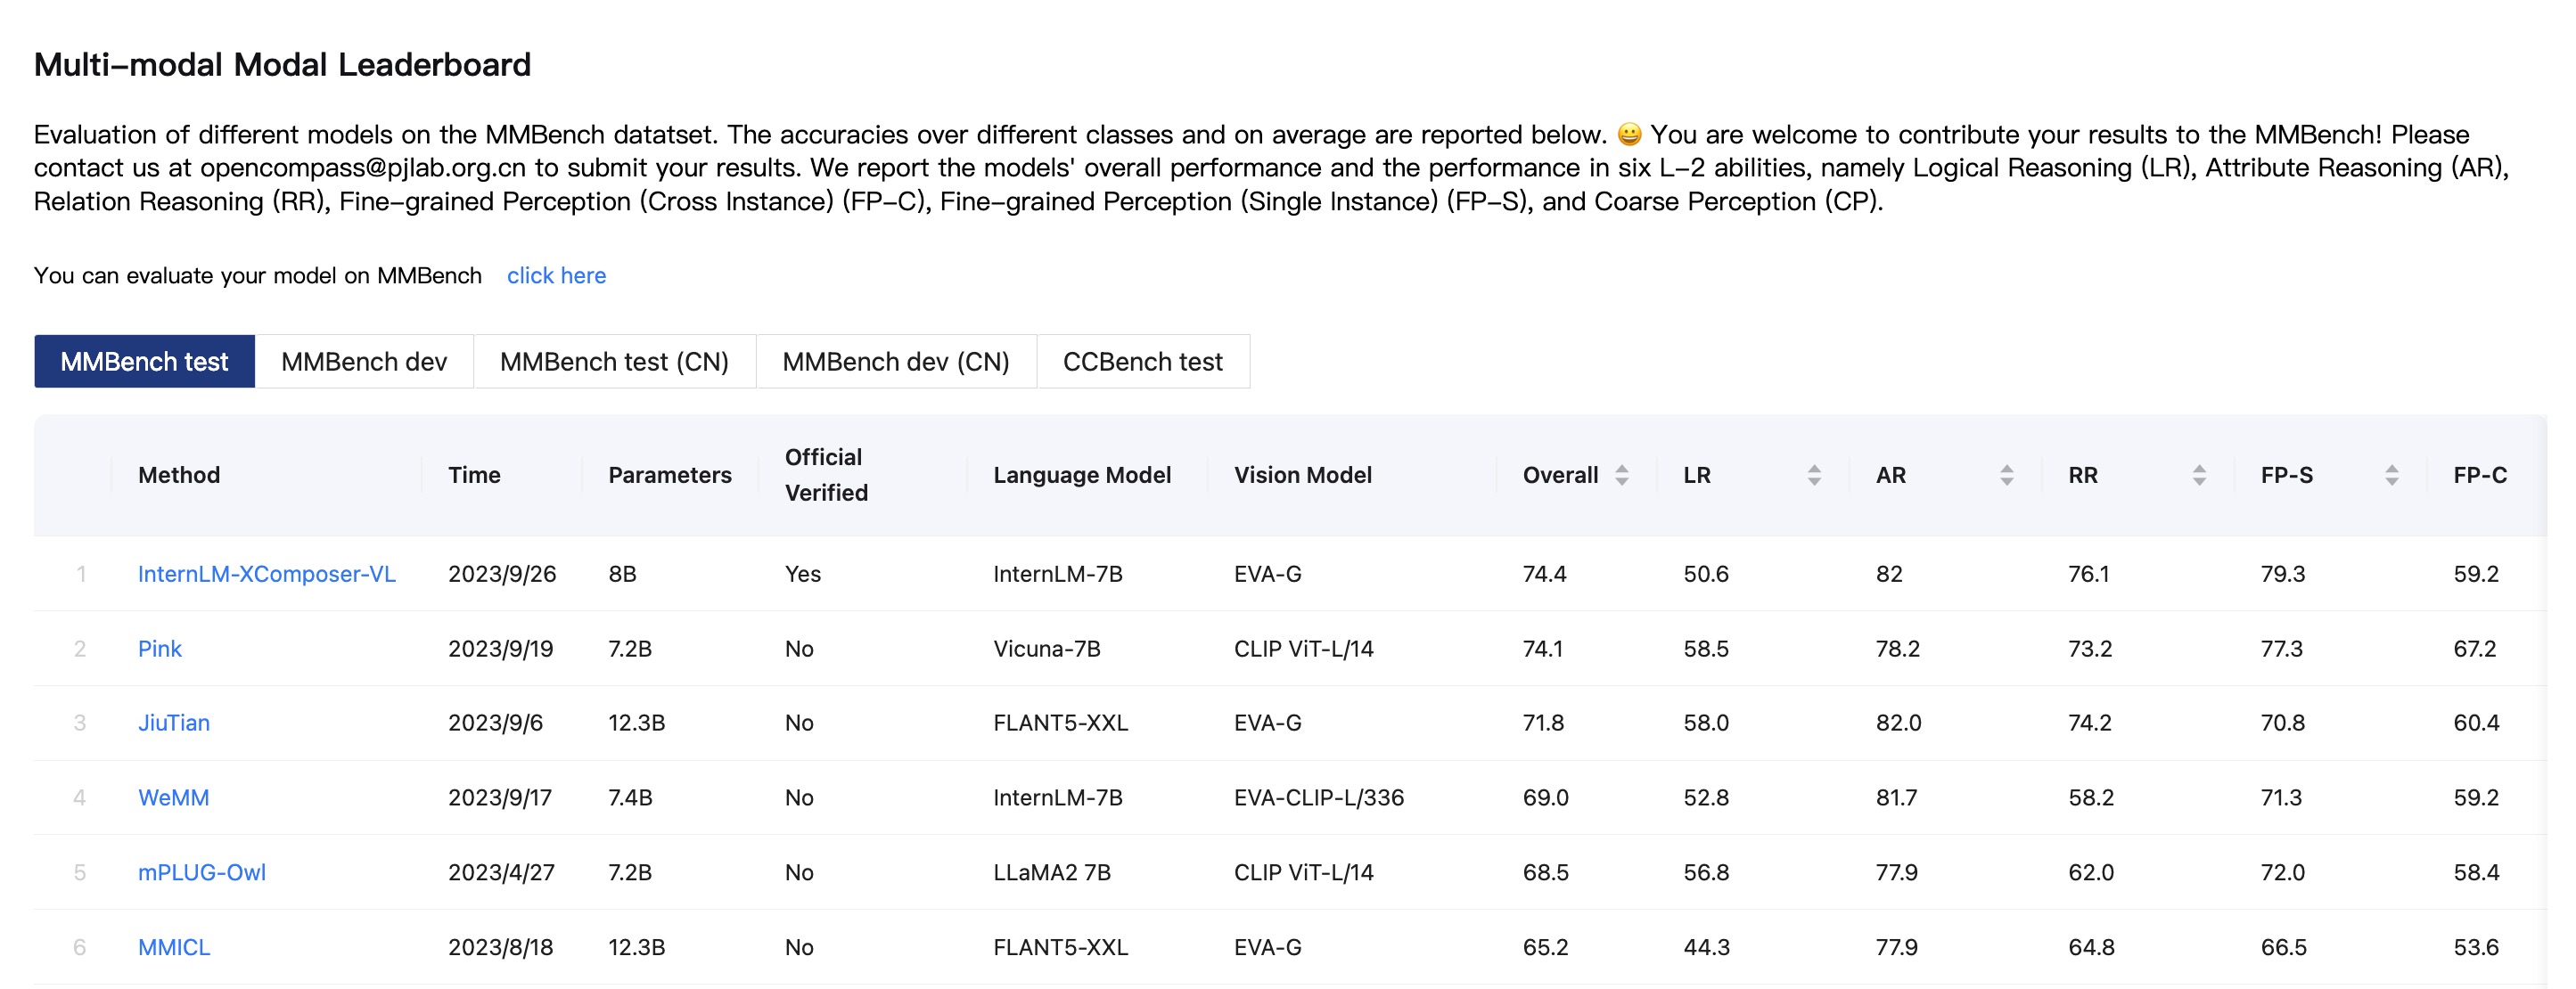 Multi-modal Modal Leaderboard
Evaluation of different models on the MMBench datatset. The accuracies over different classes and on average are reported below. 😀 You are welcome to contribute your results to the MMBench! Please
contact us at opencompass@pjlab.org.cn to submit your results. We report the models' overall performance and the performance in six L-2 abilities, namely Logical Reasoning (LR), Attribute Reasoning (AR),
Relation Reasoning (RR), Fine-grained Perception (Cross Instance) (FP-C), Fine-grained Perception (Single Instance) (FP-S), and Coarse Perception (CP).
You can evaluate your model on MMBench click here
MMBench test MMBench dev MMBench test (CN) MMBench dev (CN) CCBench test
Method Time Parameters Official Verified Language Model Vision Model Overall LR AR RR FP-S FP-C
1 InternLM-XComposer-VL 2023/9/26 8B Yes InternLM-7B EVA-G 74.4 50.6 82 76.1 79.3 59.2
2 Pink 2023/9/19 7.2B No Vicuna-7B CLIP ViT-L/14 74.1 58.5 78.2 73.2 77.3 67.2
3 JiuTian 2023/9/6 12.3B No FLANT5-XXL EVA-G 71.8 58.0 82.0 74.2 70.8 60.4
4 WeMM 2023/9/17 7.4B No InternLM-7B EVA-CLIP-L/336 69.0 52.8 81.7 58.2 71.3 59.2
5 mPLUG-Owl 2023/4/27 7.2B No LLaMA2 7B CLIP ViT-L/14 68.5 56.8 77.9 62.0 72.0 58.4
6 MMICL 2023/8/18 12.3B No FLANT5-XXL EVA-G 65.2 44.3 77.9 64.8 66.5 53.6